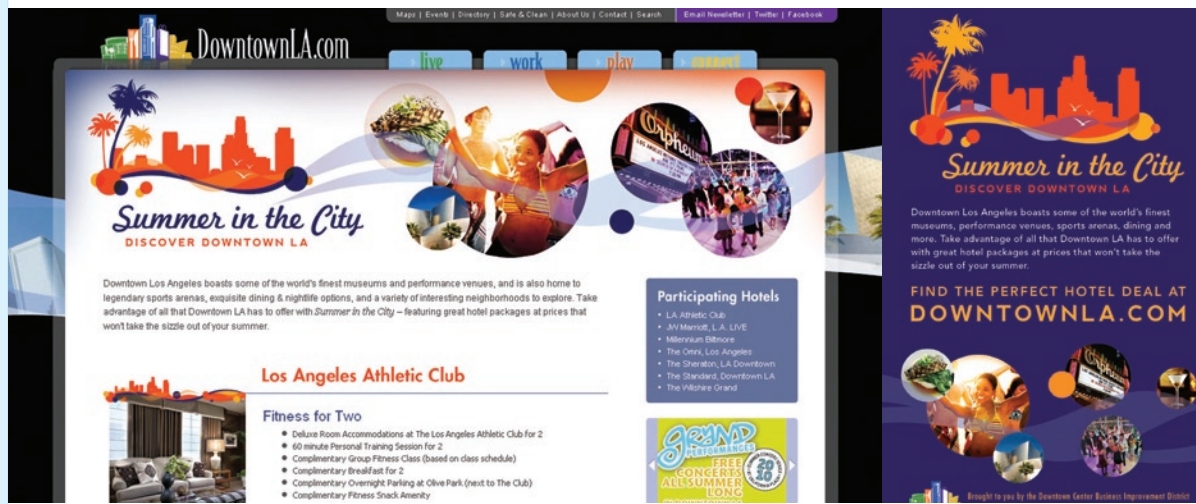 Maps | Events | Directory | Safe & Clean | About Us | Contact | Search
Email Newsletter | Twitter | Facebook
DowntownLA.com
live
work
play
connect
Orpheum
Summer in the City
DISCOVER DOWNTOWN LA
Downtown Los Angeles boasts some of the world's finest museums and performance venues, and is also home to
legendary sports arenas, exquisite dining & nightlife options, and a variety of interesting neighborhoods to explore. Take
advantage of all that Downtown LA has to offer with Summer in the City – featuring great hotel packages at prices that
won't take the sizzle out of your summer.
Los Angeles Athletic Club
Fitness for Two
Deluxe Room Accommodations at The Los Angeles Athletic Club for 2
60 minute Personal Training Session for 2
Complimentary Group Fitness Class (based on class schedule)
Complimentary Breakfast for 2
Complimentary Overnight Parking at Olive Park (next to The Club)
Complimentary Fitness Snack Amenity
Participating Hotels
LA Athletic Club
JW Marriott, L.A. LIVE
Millennium Biltmore
The Omni, Los Angeles
The Sheraton, LA Downtown
The Standard, Downtown LA
The Wilshire Grand
GRAND
PERFORMANCES
FREE
CONCERTS
ALL SUMMER
LONG
2010
Summer in the City
DISCOVER DOWNTOWN LA
Downtown Los Angeles boasts some of the world's finest
museums, performance venues, sports arenas, dining and
more. Take advantage of all that Downtown LA has to offer
with great hotel packages at prices that won't take the
sizzle out of your summer.
FIND THE PERFECT HOTEL DEAL AT
DOWNTOWNLA.COM
Orpheum
Brought to you by the Downtown Center Business Improvement District